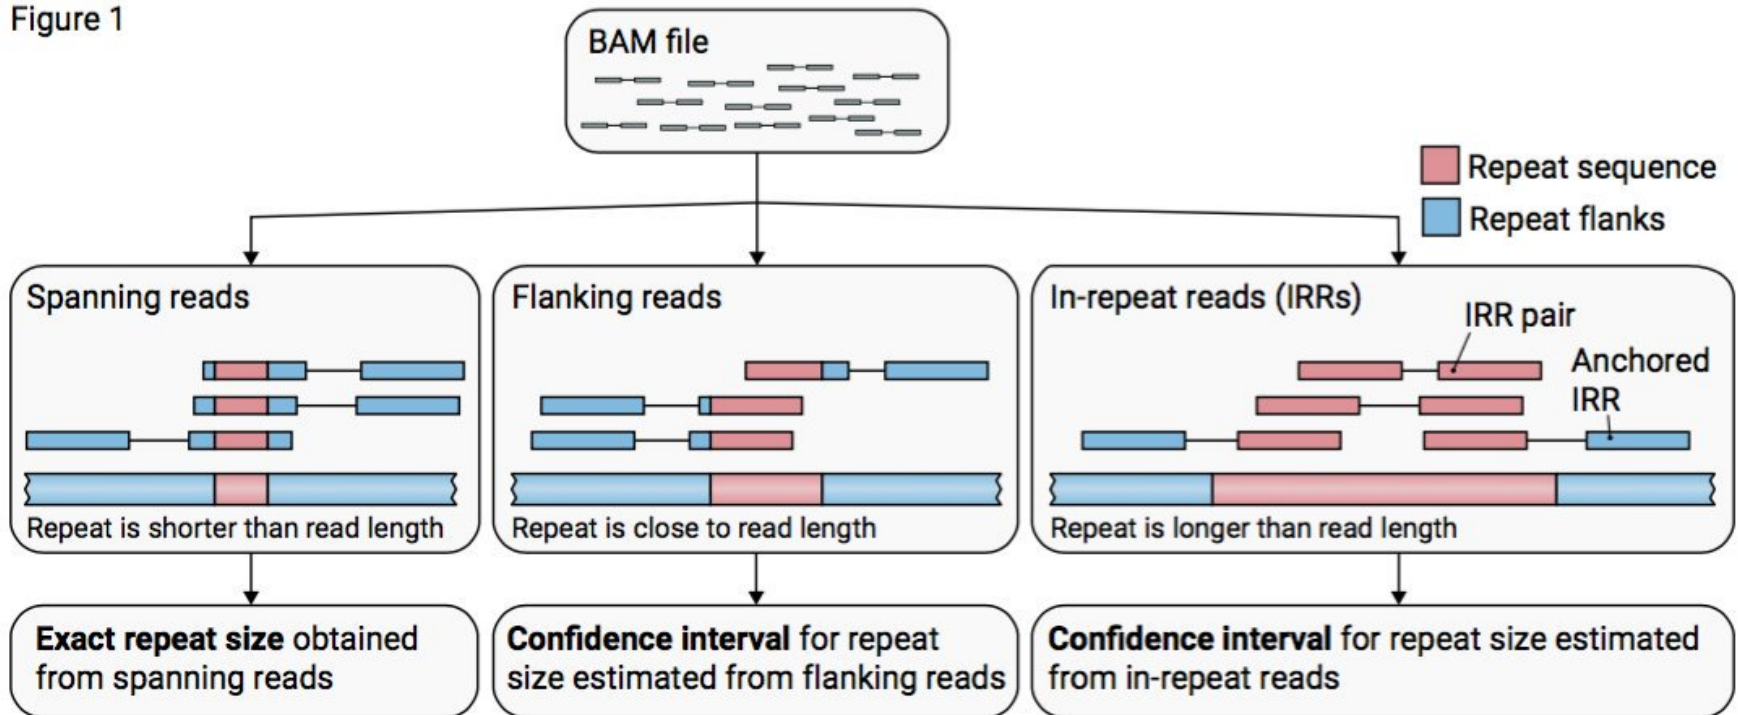 Figure 1
BAM file
Repeat sequence
Repeat flanks
Spanning reads
Repeat is shorter than read length
Flanking reads
Repeat is close to read length
In-repeat reads (IRRs)
IRR pair
Anchored
IRR
Repeat is longer than read length
Exact repeat size obtained
from spanning reads
Confidence interval for repeat
size estimated from flanking reads
Confidence interval for repeat size estimated
from in-repeat reads